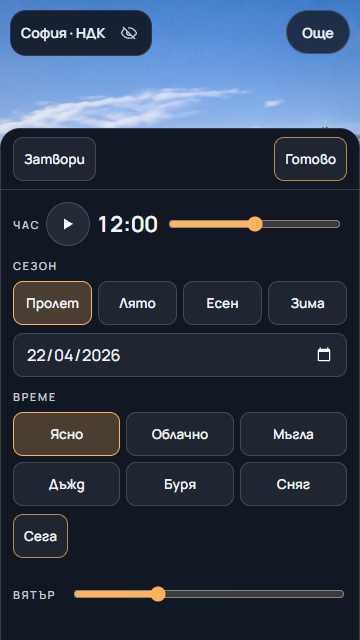 София · НДК
Още
Затвори
Готово
ЧАС
12:00
СЕЗОН
Пролет
Лято
Есен
Зима
22/04/2026
ВРЕМЕ
Ясно
Облачно
Мъгла
Дъжд
Буря
Сняг
Сега
ВЯТЪР